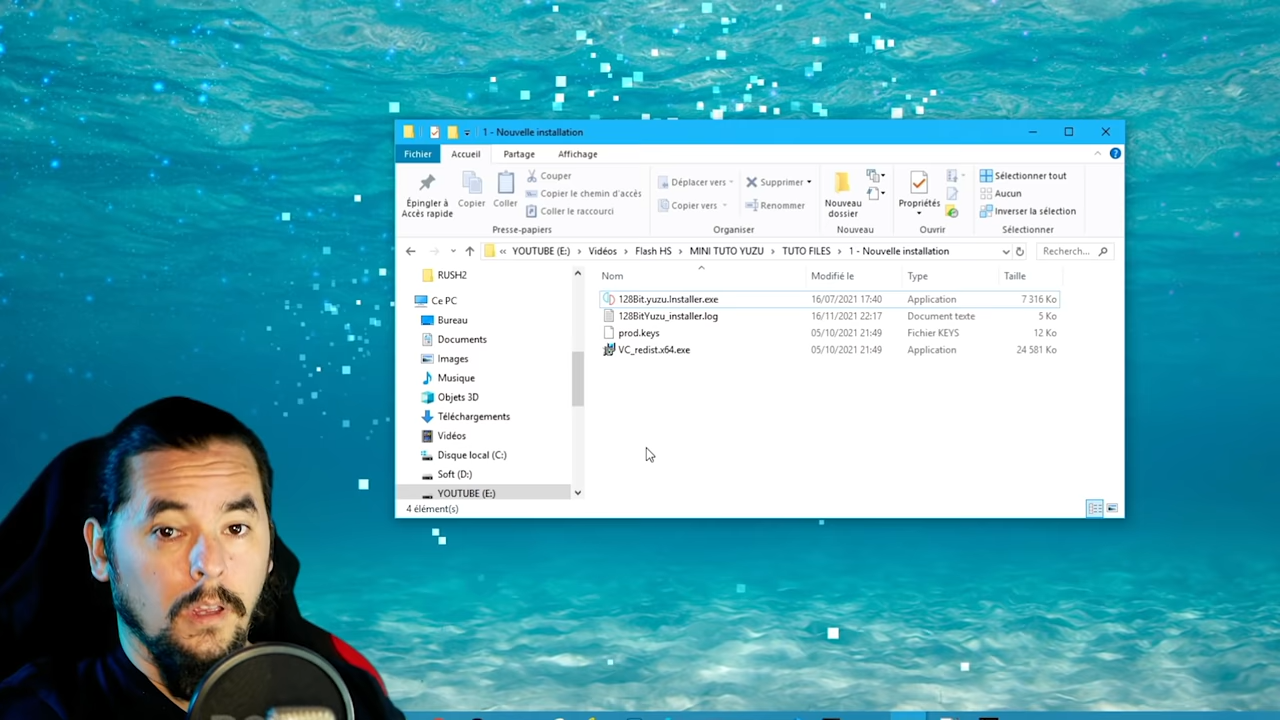 1 - Nouvelle installation
Fichier Accueil Partage Affichage
Épingler à Accès rapide
Copier
Coller
Couper
Copier le chemin d'accès
Coller le raccourci
Presse-papiers
Déplacer vers
Copier vers
Supprimer
Renommer
Organiser
Nouveau dossier
Nouveau
Propriétés
Ouvrir
Sélectionner tout
Aucun
Inverser la sélection
Sélectionner
« YOUTUBE (E:) > Vidéos > Flash HS > MINI TUTO YUZU > TUTO FILES > 1 - Nouvelle installation
Recherch...
RUSH2
Ce PC
Bureau
Documents
Images
Musique
Objets 3D
Téléchargements
Vidéos
Disque local (C:)
Soft (D:)
YOUTUBE (E:)
Nom Modifié le Type Taille
128Bit.yuzu.Installer.exe 16/07/2021 17:40 Application 7 316 Ko
128BitYuzu_installer.log 16/11/2021 22:17 Document texte 5 Ko
prod.keys 05/10/2021 21:49 Fichier KEYS 12 Ko
VC_redist.x64.exe 05/10/2021 21:49 Application 24 581 Ko
4 élément(s)